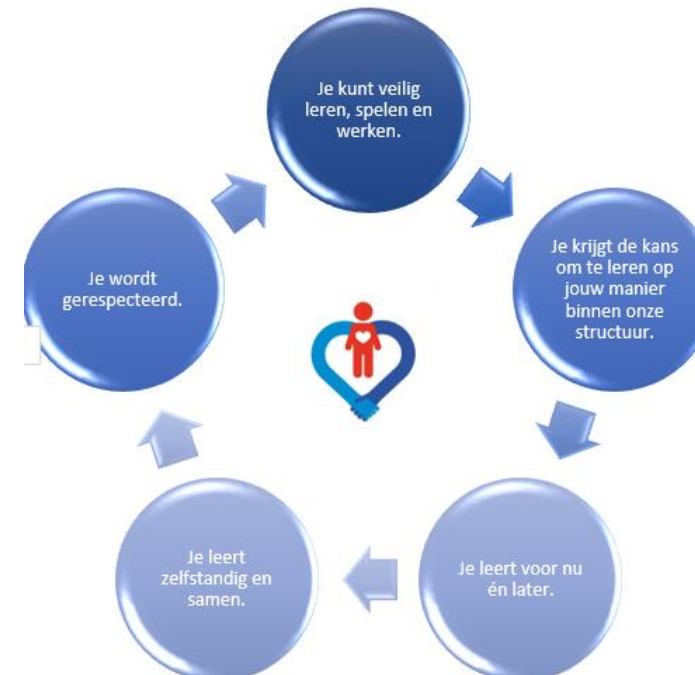 Je kunt veilig
leren, spelen en
werken.
Je krijgt de kans
om te leren op
jouw manier
binnen onze
structuur.
Je leert voor nu
én later.
Je leert
zelfstandig en
samen.
Je wordt
gerespecteerd.